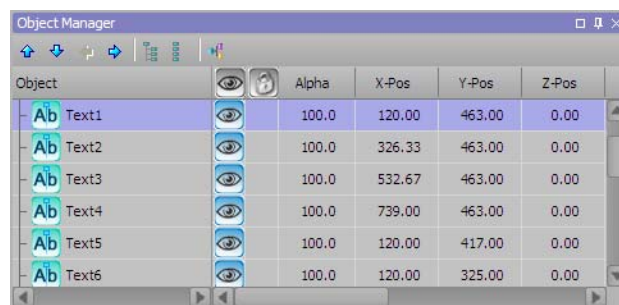 Object Manager
Object Alpha X-Pos Y-Pos Z-Pos
Ab Text1 100.0 120.00 463.00 0.00
Ab Text2 100.0 326.33 463.00 0.00
Ab Text3 100.0 532.67 463.00 0.00
Ab Text4 100.0 739.00 463.00 0.00
Ab Text5 100.0 120.00 417.00 0.00
Ab Text6 100.0 120.00 325.00 0.00